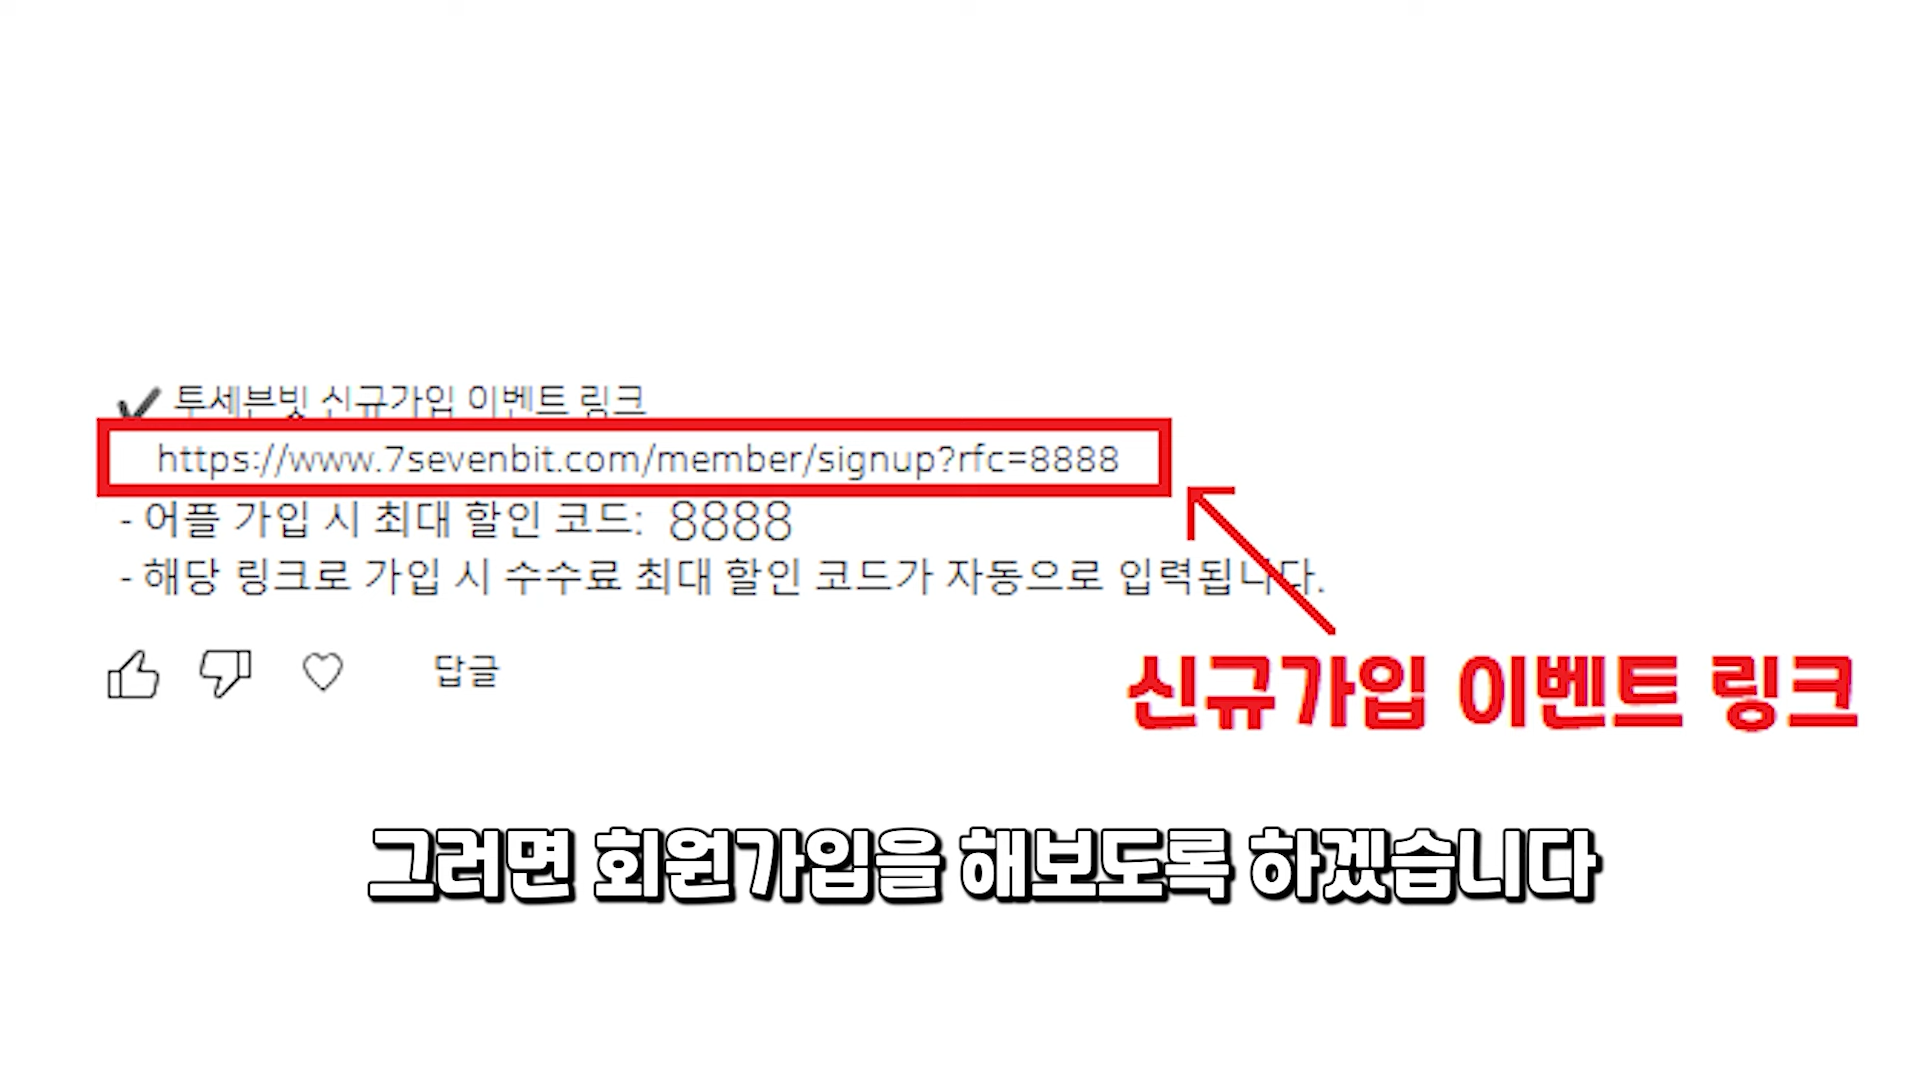 ✔ 투세븐빗 신규가입 이벤트 링크
https://www.7sevenbit.com/member/signup?rfc=8888
- 어플 가입 시 최대 할인 코드: 8888
- 해당 링크로 가입 시 수수료 최대 할인 코드가 자동으로 입력됩니다.
답글
신규가입 이벤트 링크
그러면 회원가입을 해보도록 하겠습니다